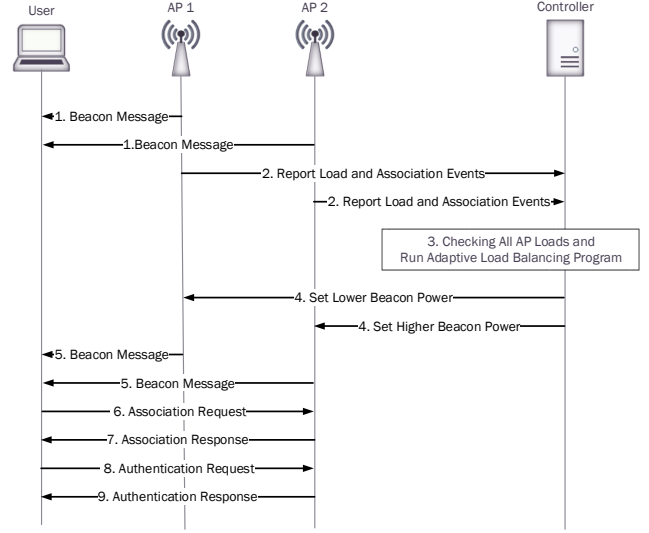 User
AP 1
AP 2
Controller
1. Beacon Message
1.Beacon Message
2. Report Load and Association Events
2. Report Load and Association Events
3. Checking All AP Loads and
Run Adaptive Load Balancing Program
4. Set Lower Beacon Power
4. Set Higher Beacon Power
5. Beacon Message
5. Beacon Message
6. Association Request
7. Association Response
8. Authentication Request
9. Authentication Response